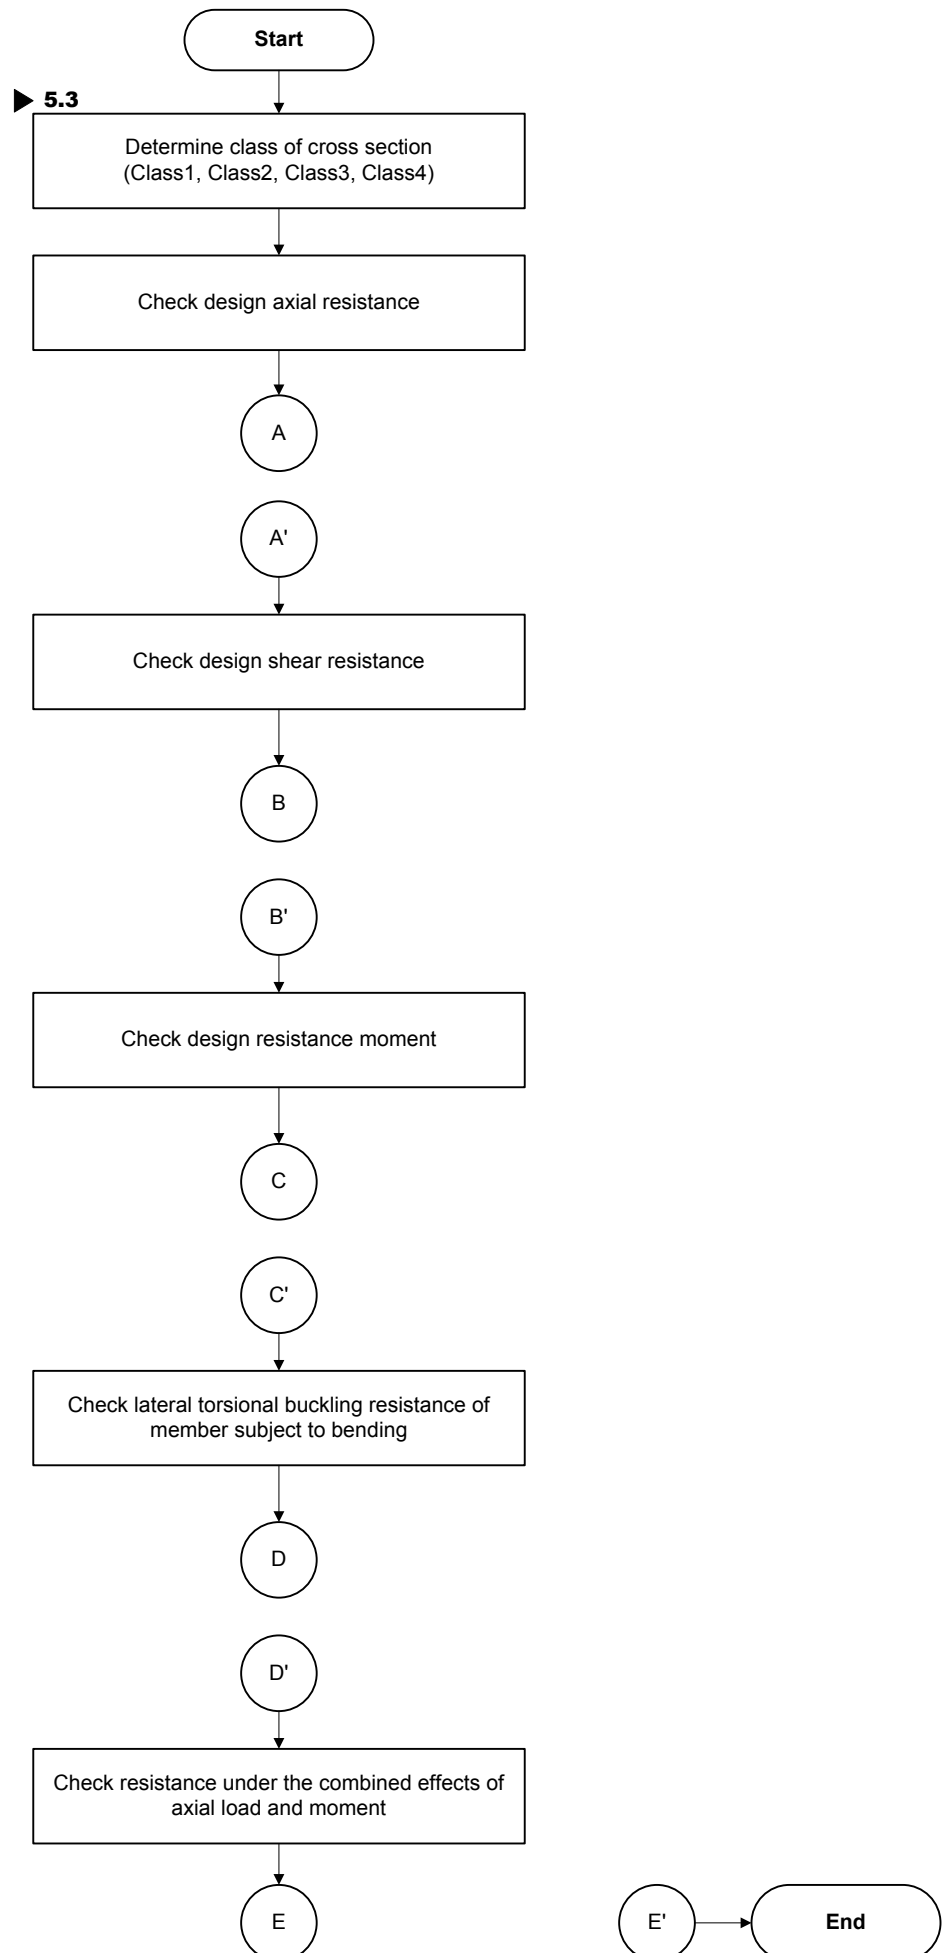 Start
5.3
Determine class of cross section
(Class1, Class2, Class3, Class4)
Check design axial resistance
A
A'
Check design shear resistance
B
B'
Check design resistance moment
C
C'
Check lateral torsional buckling resistance of
member subject to bending
D
D'
Check resistance under the combined effects of
axial load and moment
E
E'
End